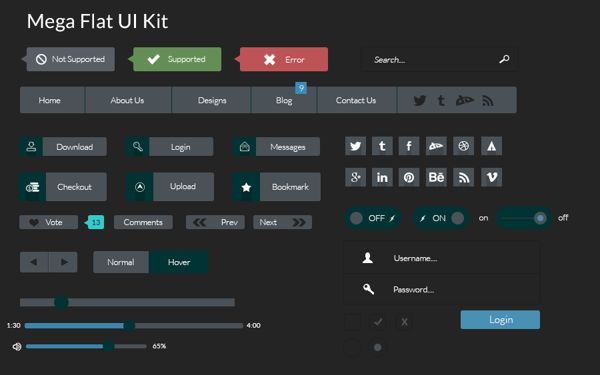 Mega Flat UI Kit
Not Supported
Supported
Error
Search...
9
Home
About Us
Designs
Blog
Contact Us
Download
Login
Messages
Checkout
Upload
Bookmark
OFF
ON
on
off
Vote
13
Comments
Prev
Next
Normal
Hover
Username....
Password....
Login
1:30
4:00
65%